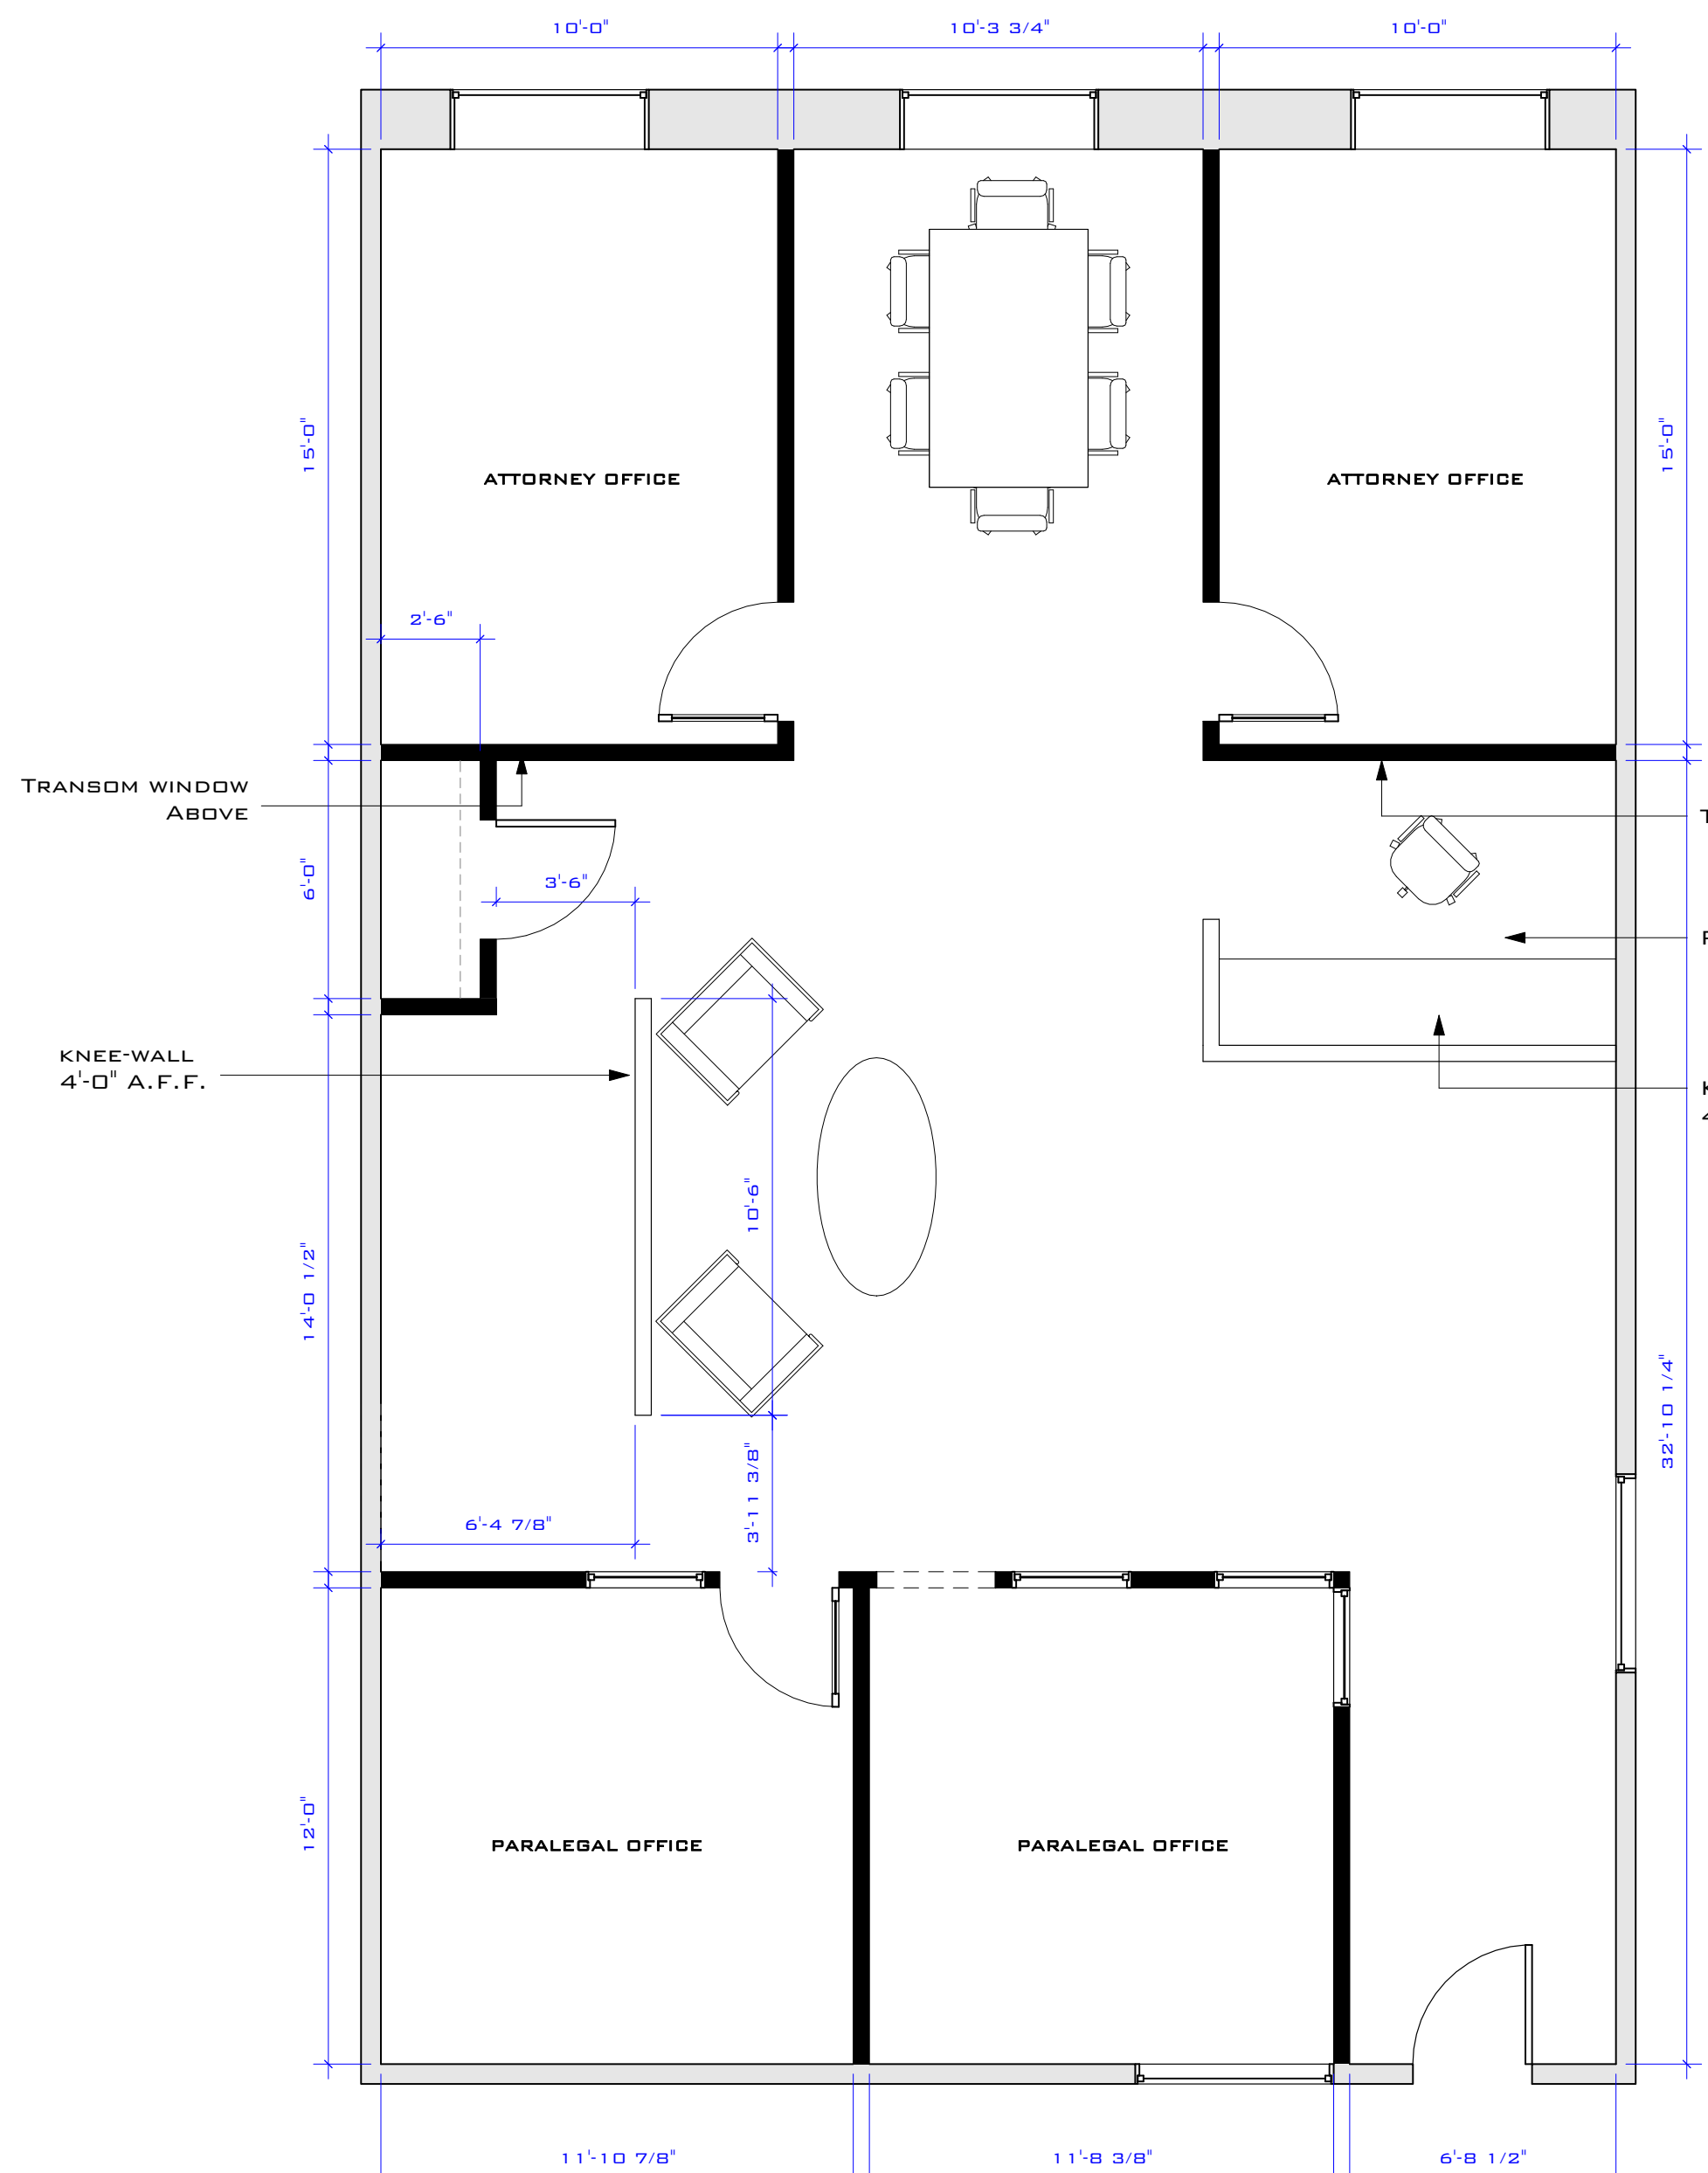 10'-0"
10'-3 3/4"
10'-0"
15'-0"
15'-0"
ATTORNEY OFFICE
ATTORNEY OFFICE
2'-6"
TRANSOM WINDOW
ABOVE
T
6'-0"
3'-6"
KNEE-WALL
4'-0" A.F.F.
10'-6"
14'-0 1/2"
32'-10 1/4"
3'-11 3/8"
6'-4 7/8"
12'-0"
PARALEGAL OFFICE
PARALEGAL OFFICE
11'-10 7/8"
11'-8 3/8"
6'-8 1/2"